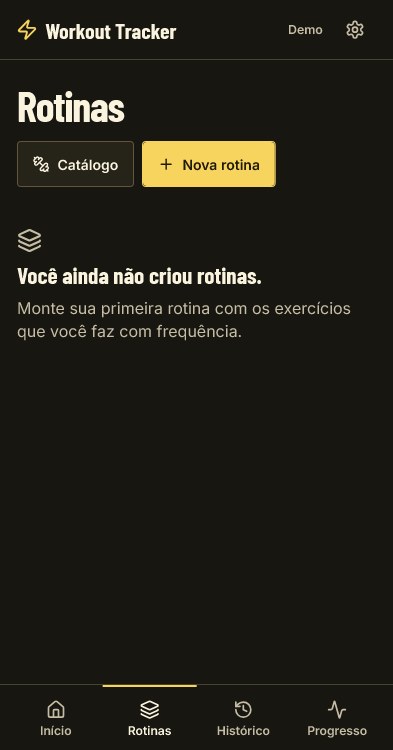 Workout Tracker
Demo
Rotinas
Catálogo
Nova rotina
Você ainda não criou rotinas.
Monte sua primeira rotina com os exercícios
que você faz com frequência.
Início
Rotinas
Histórico
Progresso